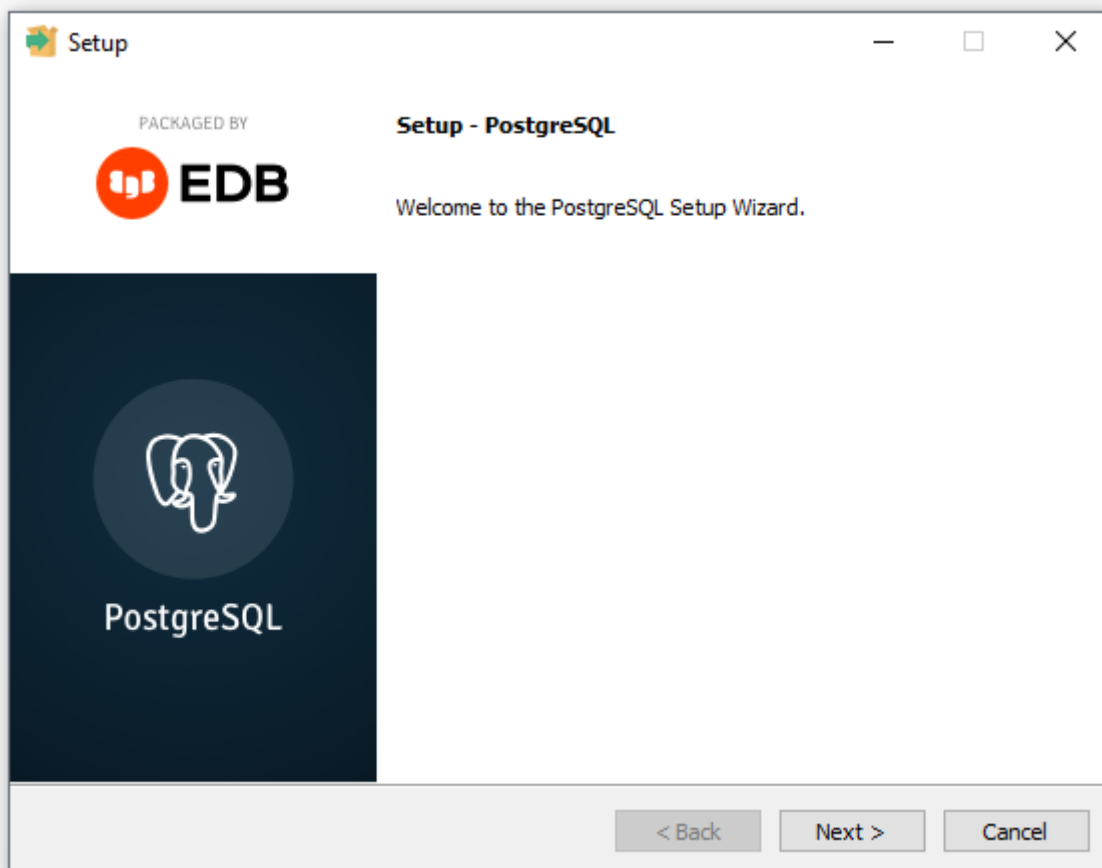 Setup
PACKAGED BY
EDB
Setup - PostgreSQL
Welcome to the PostgreSQL Setup Wizard.
PostgreSQL
< Back
Next >
Cancel